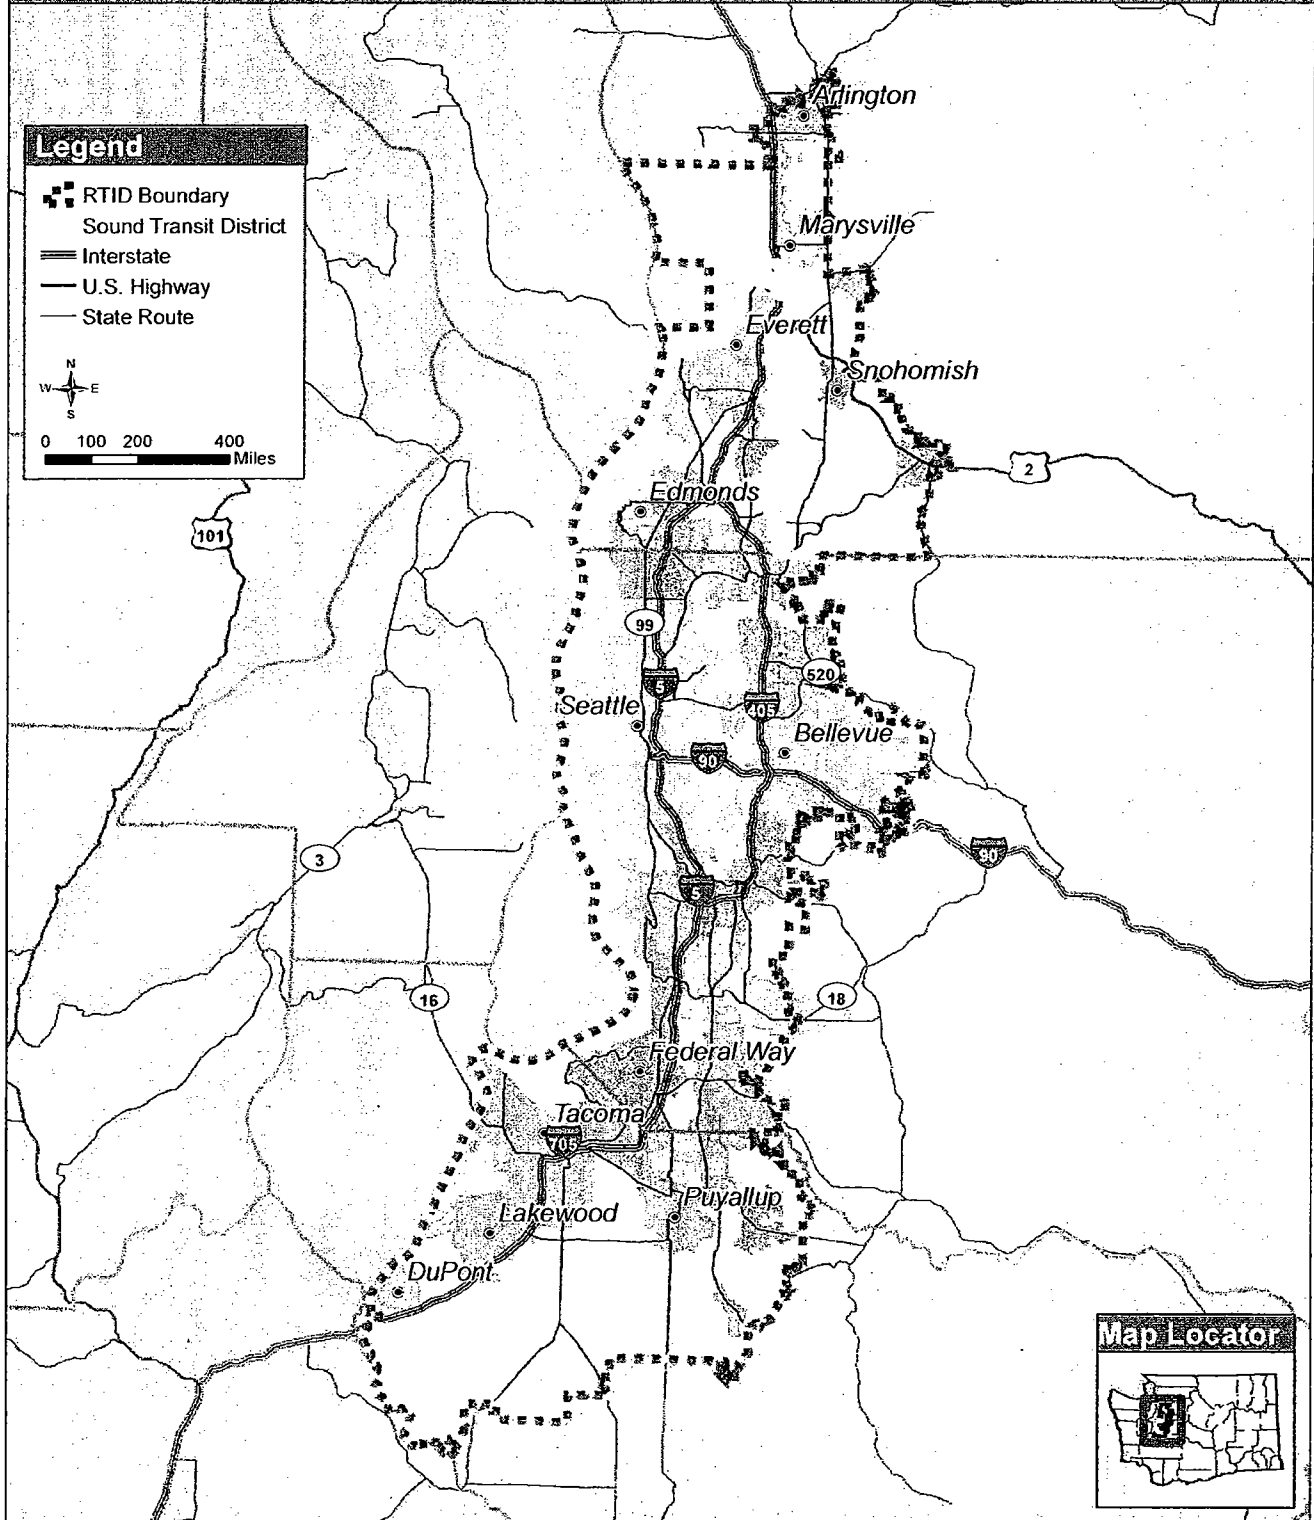 Legend
RTID Boundary
Sound Transit District
Interstate
U.S. Highway
State Route
N
W E
S
0 100 200 400
Miles
Arlington
Marysville
Everett
Snohomish
2
Edmonds
101
99
520
5
405
Seattle
Bellevue
90
3
90
5
16
18
Federal Way
Tacoma
705
Puyallup
Lakewood
DuPont
Map Locator